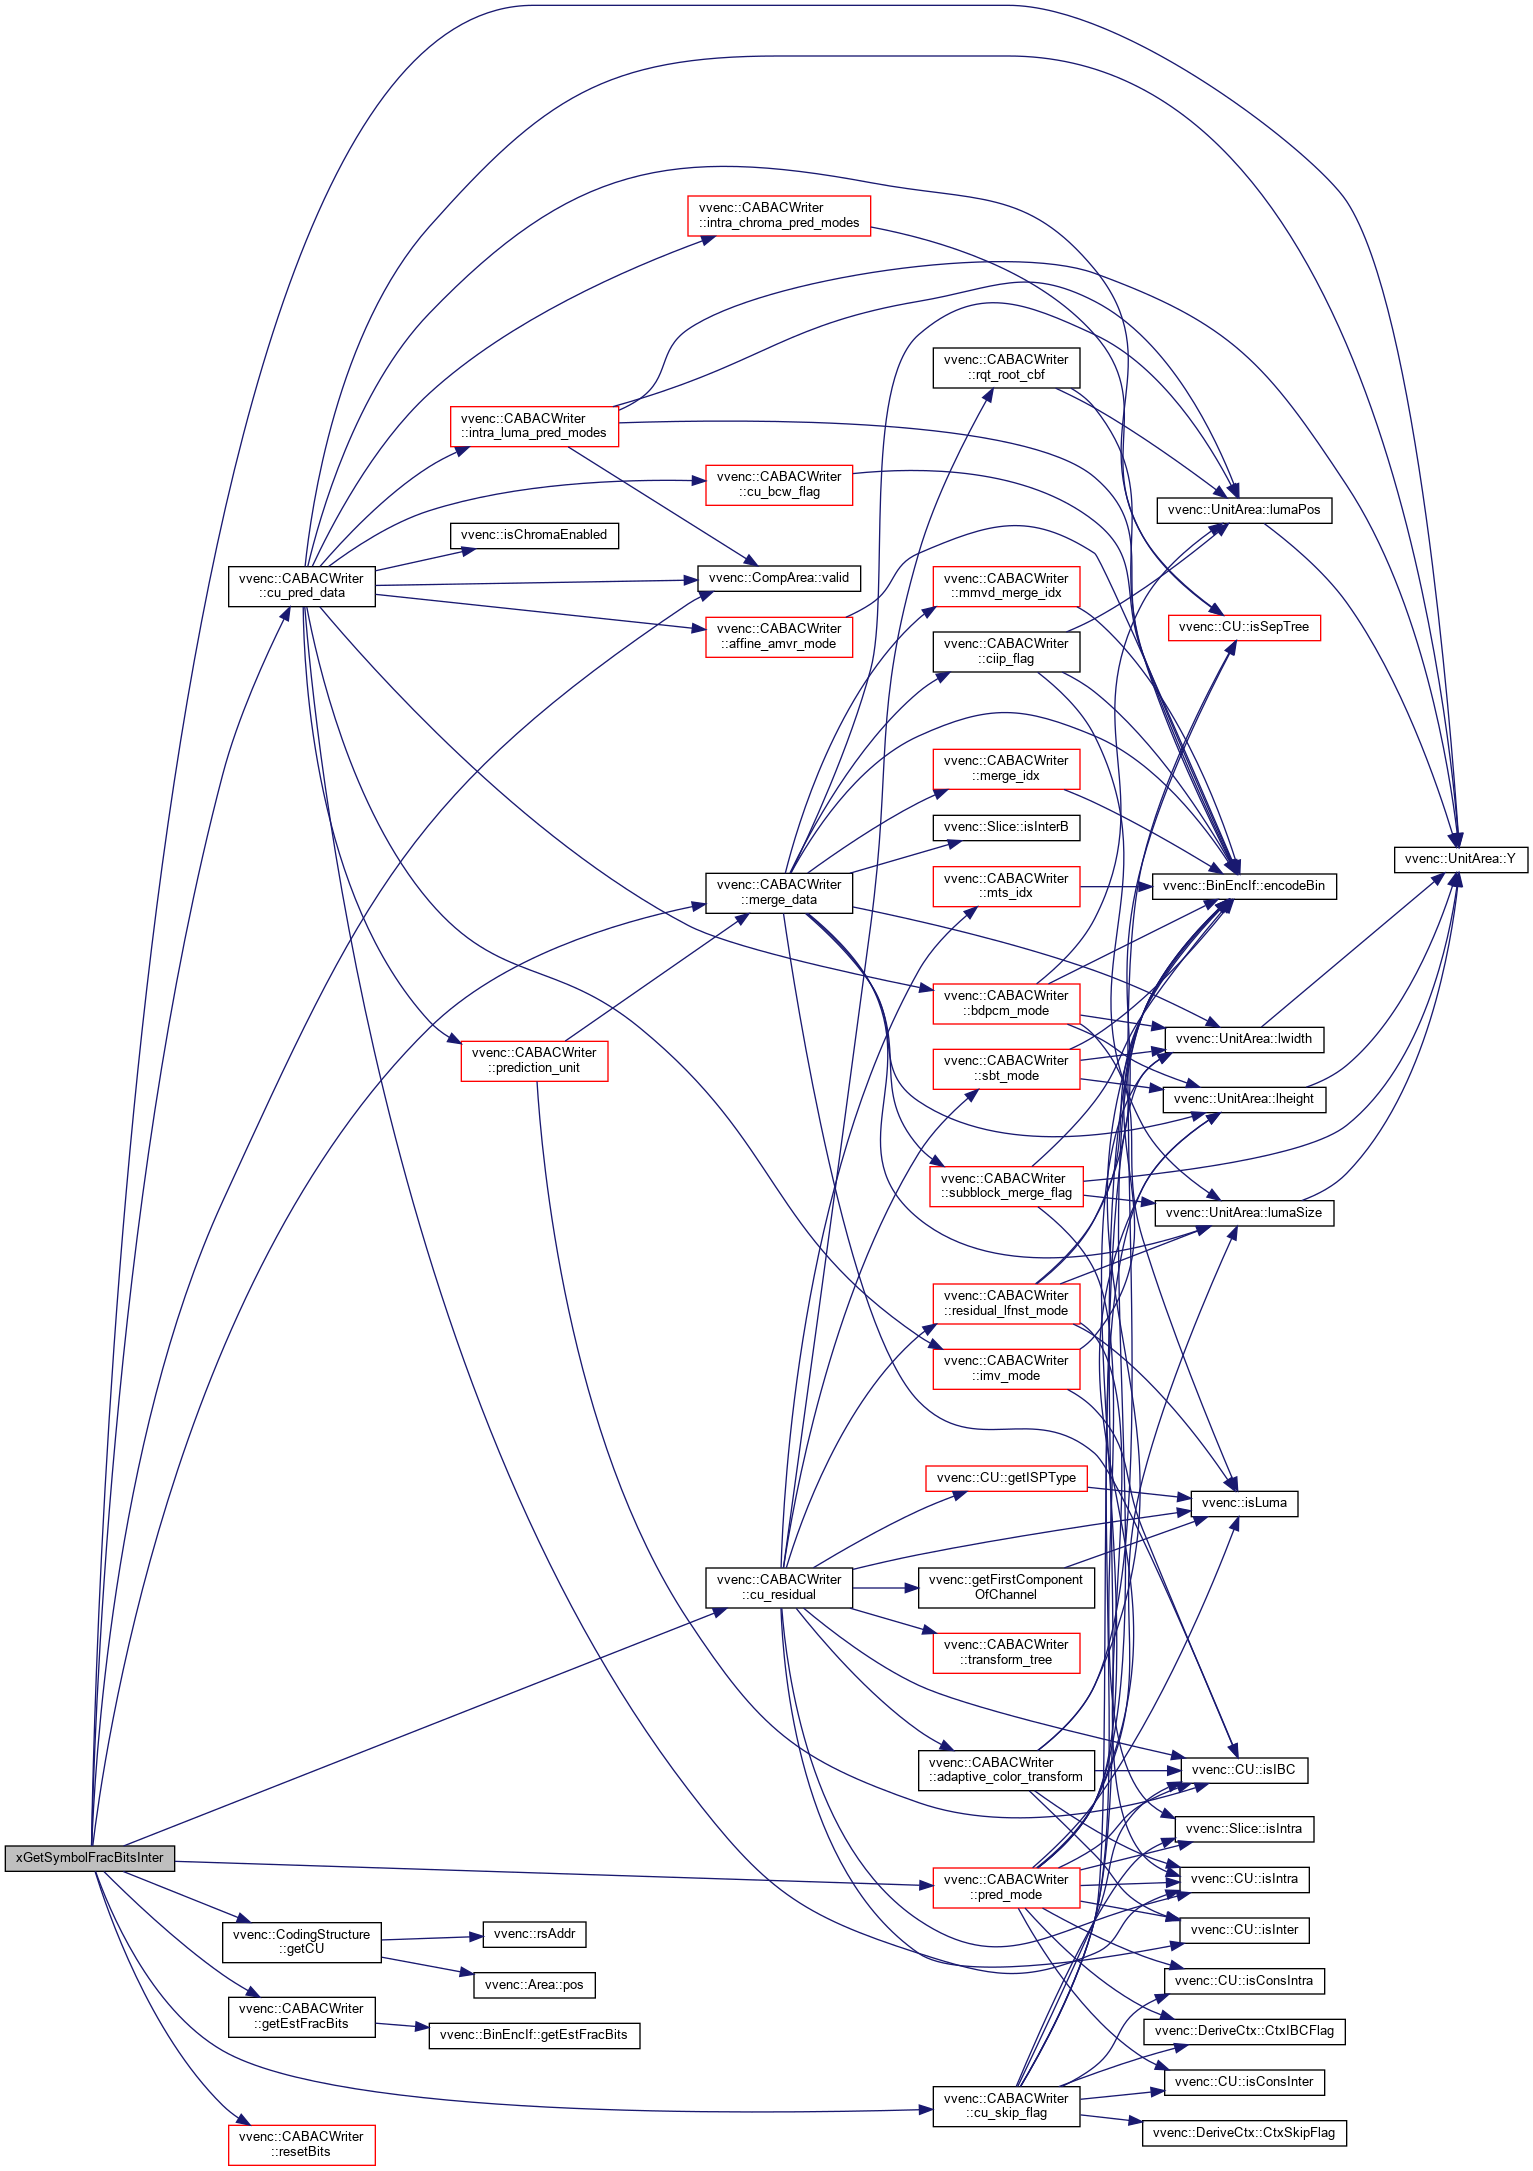 vvenc::CABACWriter
::intra_chroma_pred_modes
vvenc::CABACWriter
::rqt_root_cbf
vvenc::CABACWriter
::intra_luma_pred_modes
vvenc::CABACWriter
::cu_bcw_flag
vvenc::UnitArea::lumaPos
vvenc::isChromaEnabled
vvenc::CABACWriter
::cu_pred_data
vvenc::CompArea::valid
vvenc::CABACWriter
::mmvd_merge_idx
vvenc::CABACWriter
::affine_amvr_mode
vvenc::CU::isSepTree
vvenc::CABACWriter
::ciip_flag
vvenc::CABACWriter
::merge_idx
vvenc::Slice::isInterB
vvenc::UnitArea::Y
vvenc::CABACWriter
::merge_data
vvenc::CABACWriter
::mts_idx
vvenc::BinEncIf::encodeBin
vvenc::CABACWriter
::bdpcm_mode
vvenc::UnitArea::lwidth
vvenc::CABACWriter
::prediction_unit
vvenc::CABACWriter
::sbt_mode
vvenc::UnitArea::lheight
vvenc::CABACWriter
::subblock_merge_flag
vvenc::UnitArea::lumaSize
vvenc::CABACWriter
::residual_lfnst_mode
vvenc::CABACWriter
::imv_mode
vvenc::CU::getISPType
vvenc::isLuma
vvenc::CABACWriter
::cu_residual
vvenc::getFirstComponent
OfChannel
vvenc::CABACWriter
::transform_tree
vvenc::CABACWriter
::adaptive_color_transform
vvenc::CU::isIBC
vvenc::Slice::isIntra
xGetSymbolFracBitsInter
vvenc::CABACWriter
::pred_mode
vvenc::CU::isIntra
vvenc::CU::isInter
vvenc::CodingStructure
::getCU
vvenc::rsAddr
vvenc::Area::pos
vvenc::CU::isConsIntra
vvenc::CABACWriter
::getEstFracBits
vvenc::BinEncIf::getEstFracBits
vvenc::DeriveCtx::CtxIBCFlag
vvenc::CU::isConsInter
vvenc::CABACWriter
::cu_skip_flag
vvenc::DeriveCtx::CtxSkipFlag
vvenc::CABACWriter
::resetBits